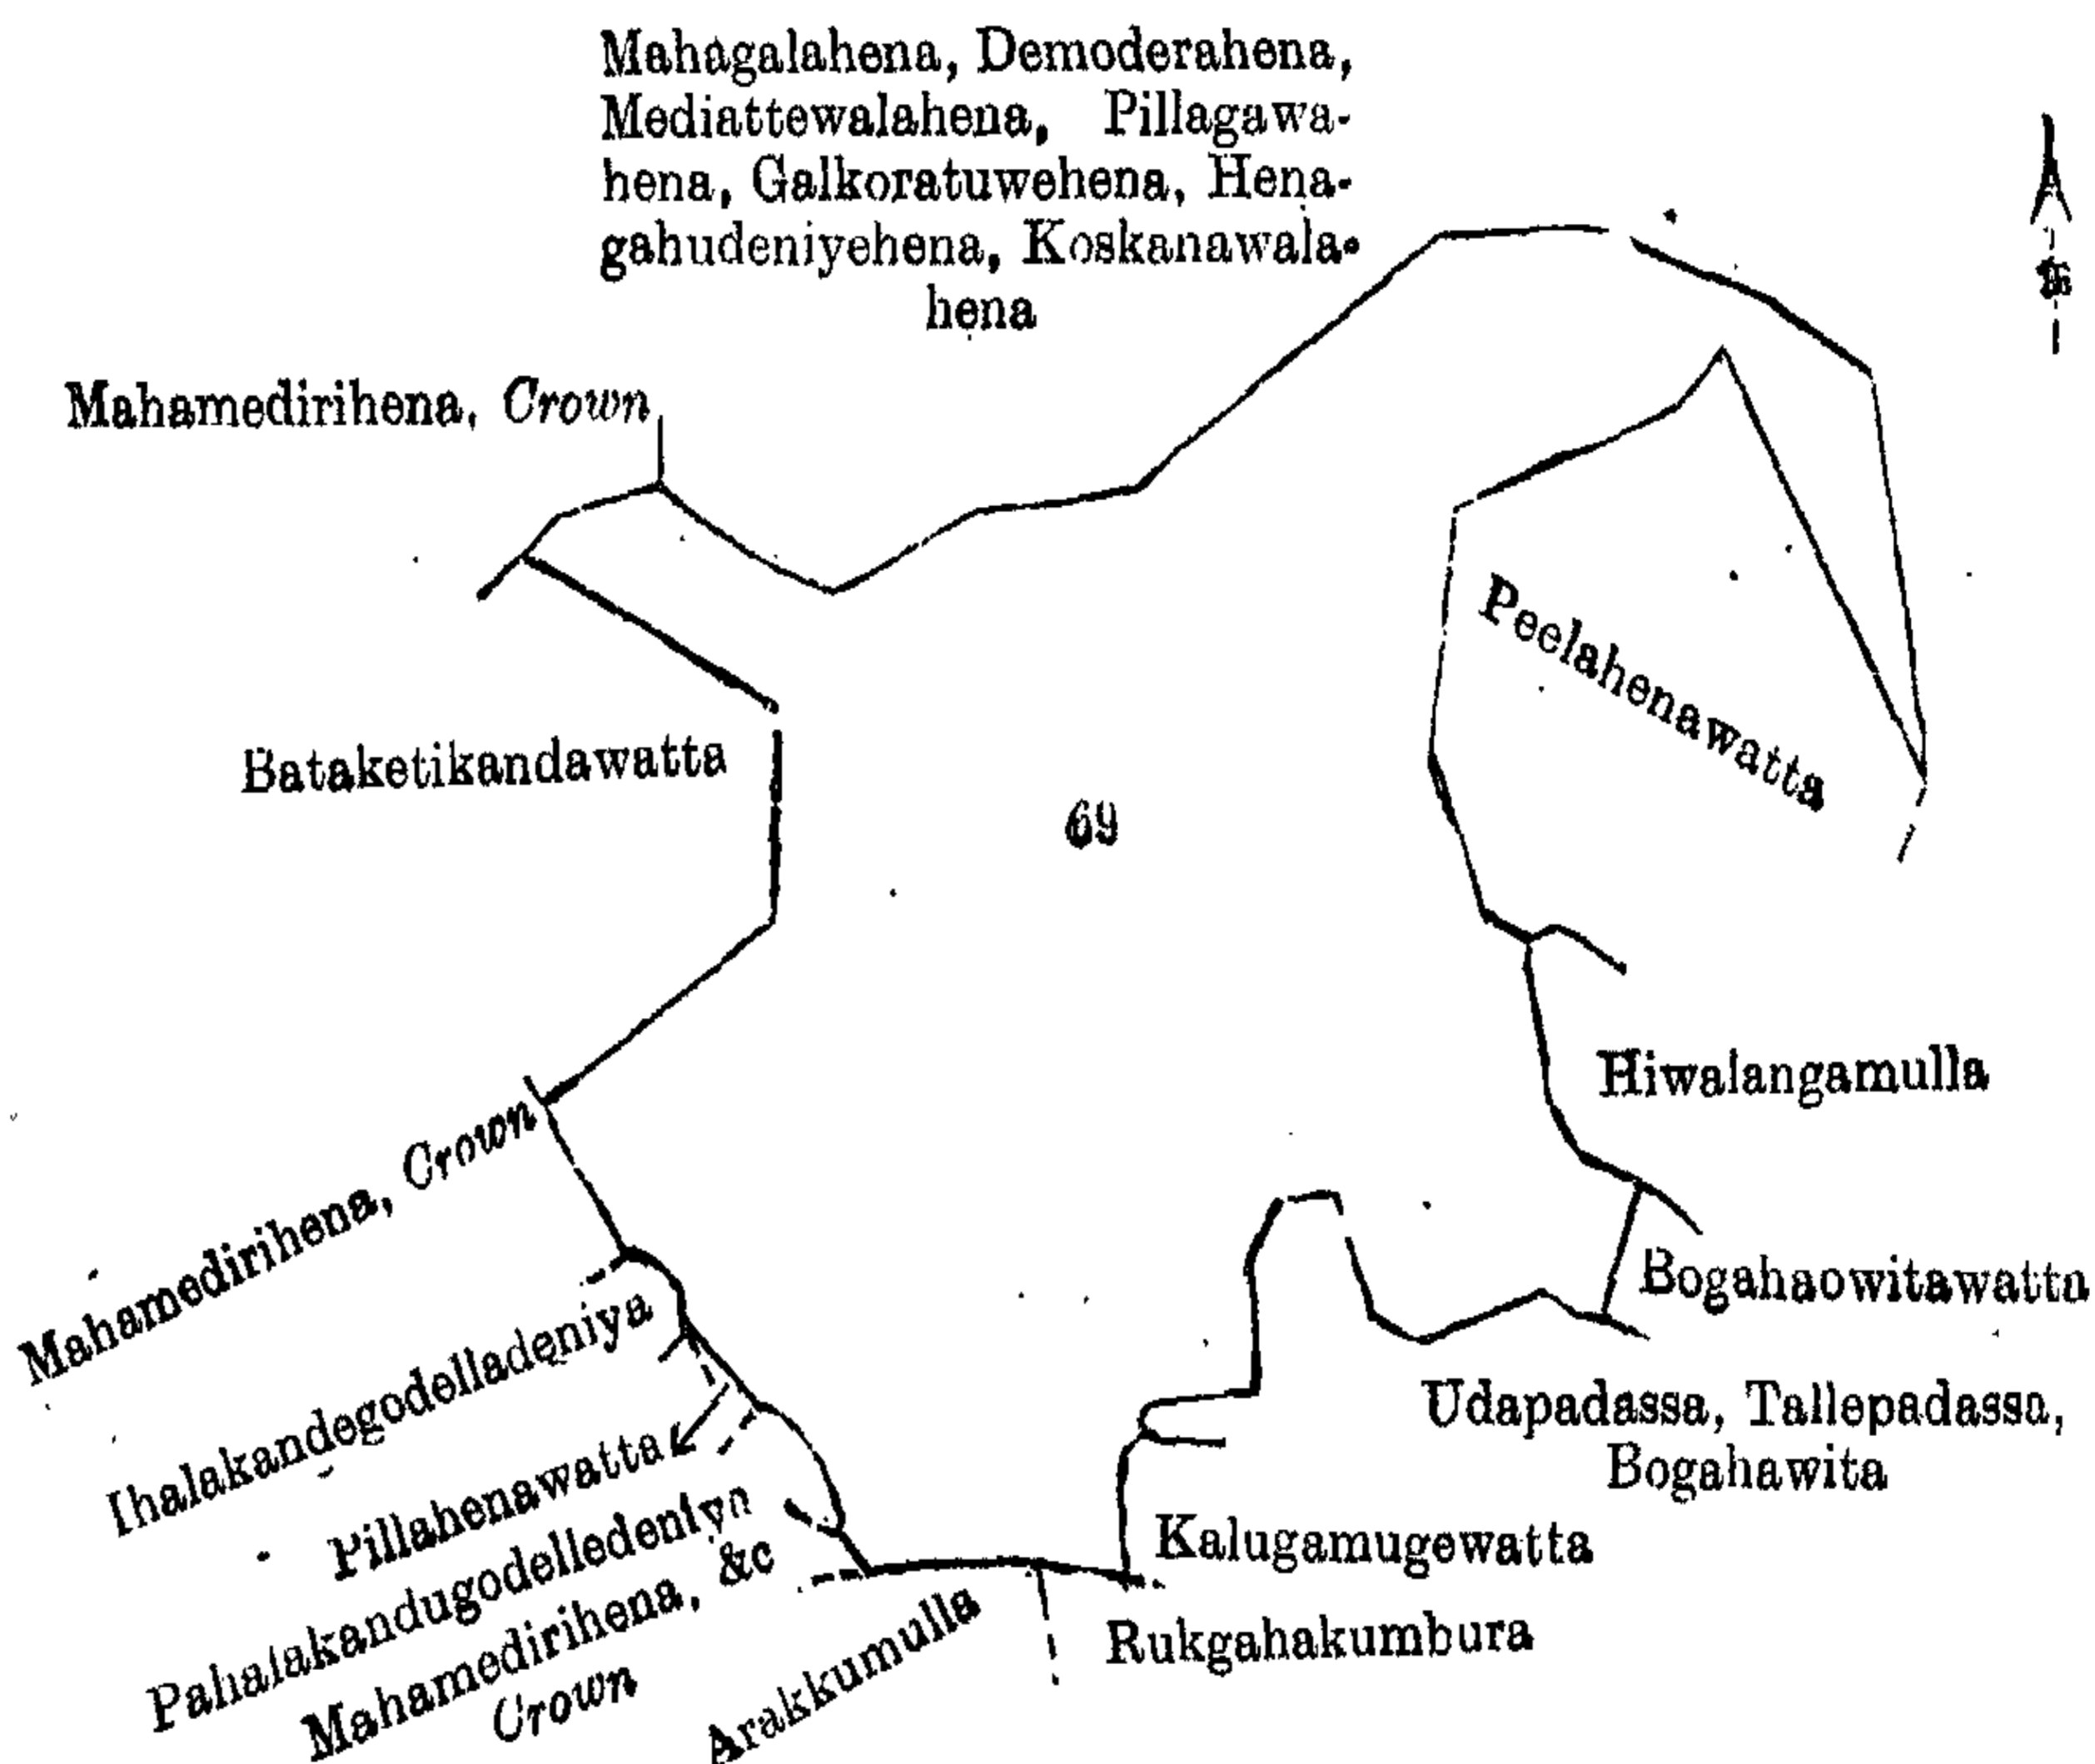 Mahagalahena, Demoderahena,
Mediattewalahena, Pillagawa-
hena, Galkoratuwehena, Hena-
gahudeniyehena, Koskanawala-
hena
Mahamedirihena, Crown
Peelahenawatta
Bataketikandawatta
69
Hiwalangamulla
Mahamedirihena, Crown
Bogahaowitawatta
Ihalakandegodelladeniya
Udapadassa, Tallepadassa,
Bogahawita
Pillahenawatta
Pahalakandugodelledeniya
Kalugamugewatta
Mahamedirihena, &c
Crown
Arakkumulla
Rukgahakumbura